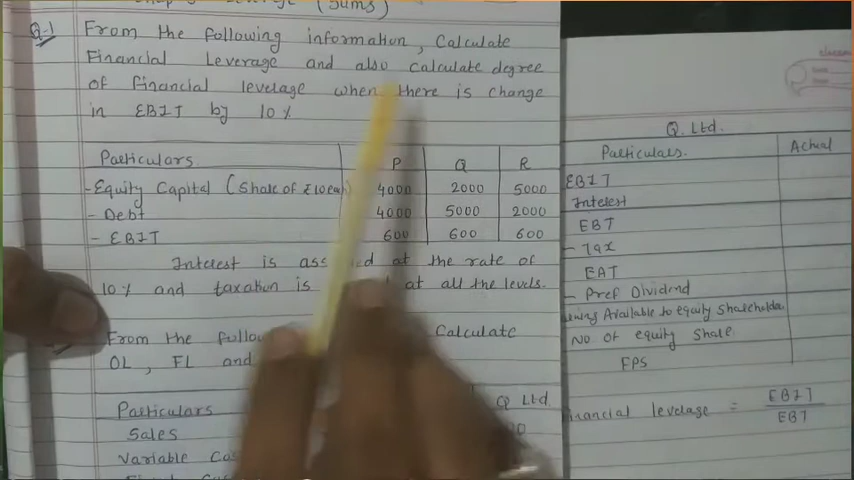 (Sums)
Q-1 From the following information, Calculate
Financial Leverage and also calculate degree
of financial leverage when there is change
in EBIT by 10%
Particulars P Q R
- Equity Capital (Share of ₹10 each) 4000 2000 5000
- Debt 4000 5000 2000
- EBIT 600 600 600
Interest is at the rate of
10% and taxation is at all the levels.
From the Calculate
OL, FL and
Particulars Q Ltd
Sales
Variable
Q. Ltd.
Particulars. Actual
EBIT
Interest
EBT
- Tax
EAT
- Pref Dividend
Available to equity Shareholder
No of equity Share.
EPS
Financial leverage = EBIT
EBT